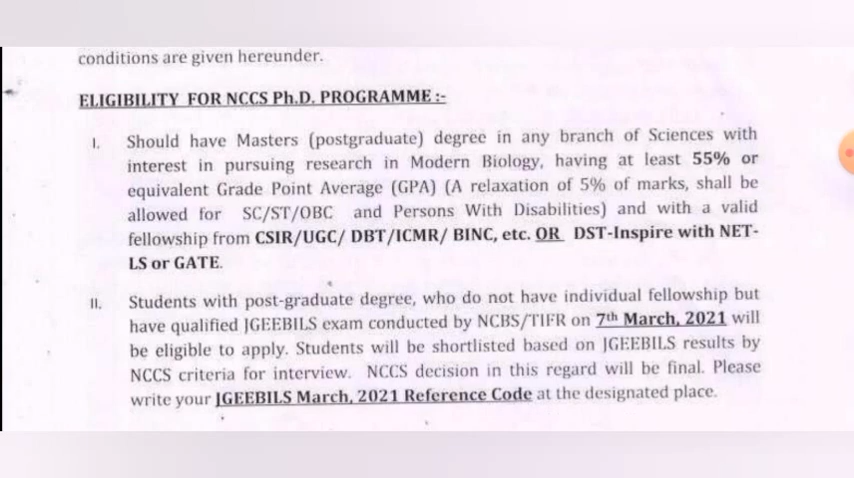 conditions are given hereunder.
ELIGIBILITY FOR NCCS Ph.D. PROGRAMME :-
I. Should have Masters (postgraduate) degree in any branch of Sciences with
interest in pursuing research in Modern Biology, having at least 55% or
equivalent Grade Point Average (GPA) (A relaxation of 5% of marks, shall be
allowed for SC/ST/OBC and Persons With Disabilities) and with a valid
fellowship from CSIR/UGC/ DBT/ICMR/ BINC, etc. OR DST-Inspire with NET-
LS or GATE.
II. Students with post-graduate degree, who do not have individual fellowship but
have qualified JGEEBILS exam conducted by NCBS/TIFR on 7th March, 2021 will
be eligible to apply. Students will be shortlisted based on JGEEBILS results by
NCCS criteria for interview. NCCS decision in this regard will be final. Please
write your JGEEBILS March, 2021 Reference Code at the designated place.